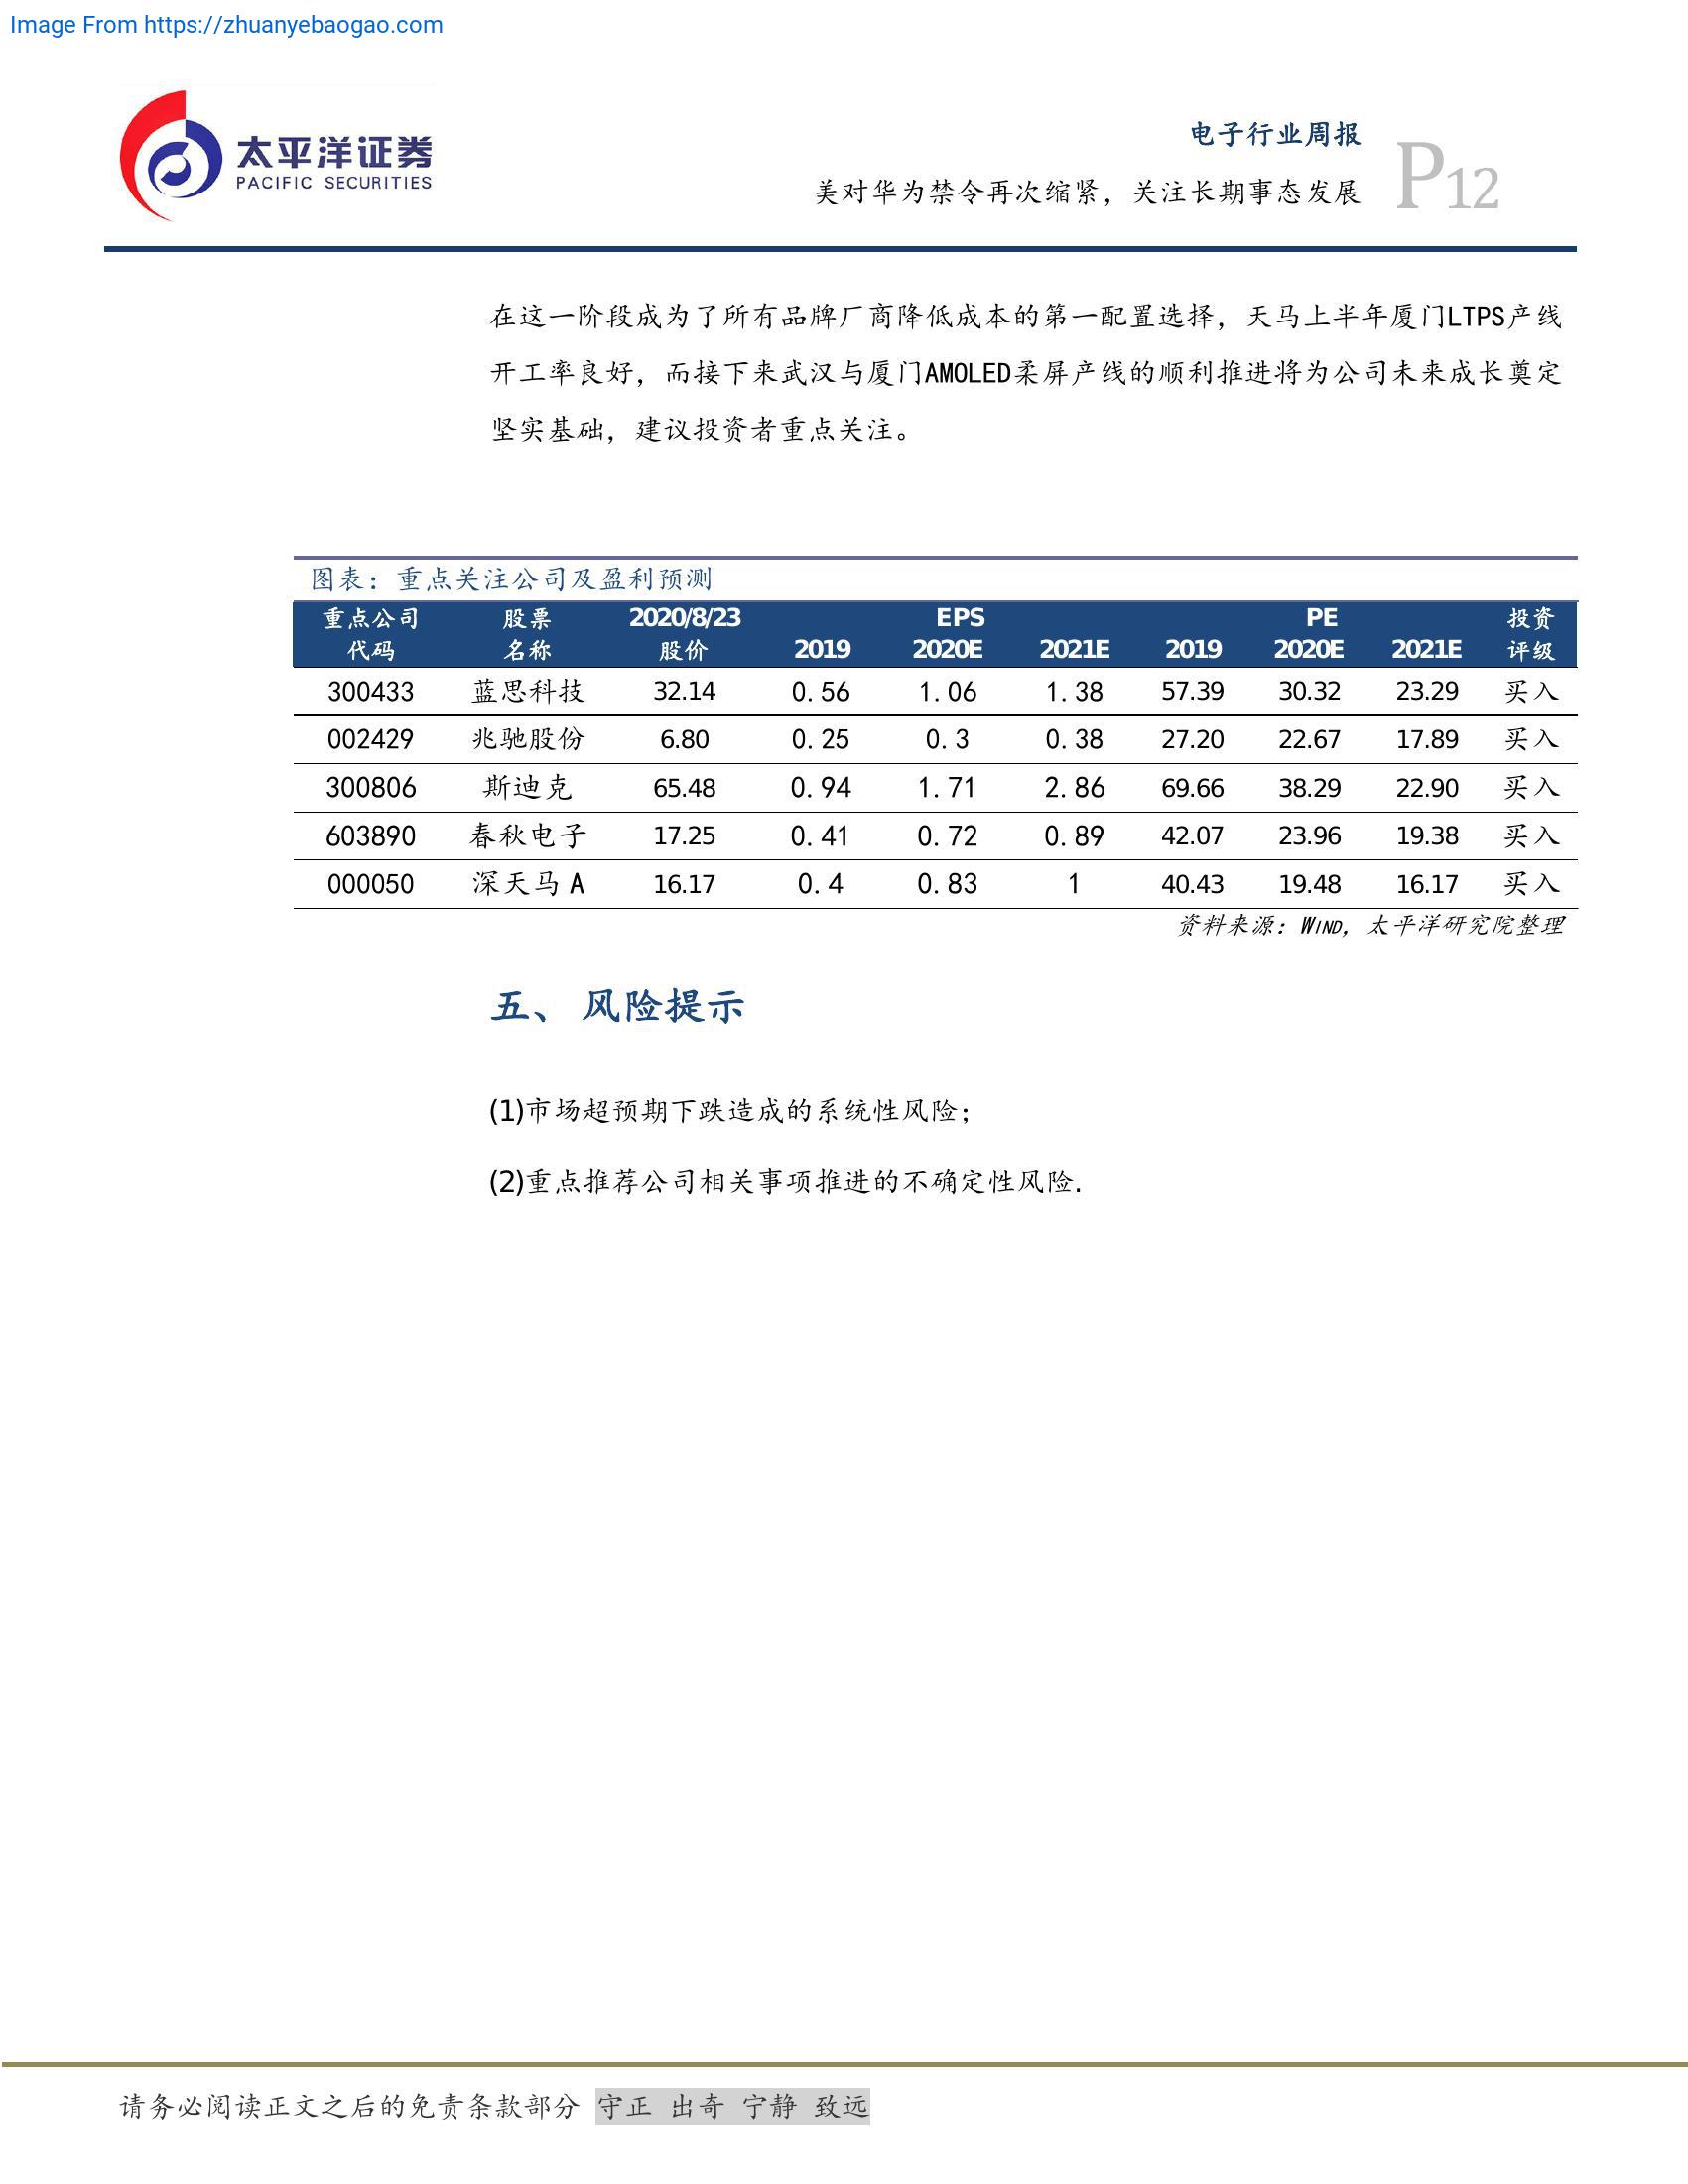 Image From https://zhuanyebaogao.com
太平洋证券
PACIFIC SECURITIES
电子行业周报
美对华为禁令再次缩紧，关注长期事态发展
P12
在这一阶段成为了所有品牌厂商降低成本的第一配置选择，天马上半年厦门LTPS产线
开工率良好，而接下来武汉与厦门AMOLED柔屏产线的顺利推进将为公司未来成长奠定
坚实基础，建议投资者重点关注。
图表：重点关注公司及盈利预测
重点公司 股票 2020/8/23 EPS PE 投资
代码 名称 股价 2019 2020E 2021E 2019 2020E 2021E 评级
300433 蓝思科技 32.14 0.56 1.06 1.38 57.39 30.32 23.29 买入
002429 兆驰股份 6.80 0.25 0.3 0.38 27.20 22.67 17.89 买入
300806 斯迪克 65.48 0.94 1.71 2.86 69.66 38.29 22.90 买入
603890 春秋电子 17.25 0.41 0.72 0.89 42.07 23.96 19.38 买入
000050 深天马 A 16.17 0.4 0.83 1 40.43 19.48 16.17 买入
资料来源：WIND，太平洋研究院整理
五、 风险提示
(1)市场超预期下跌造成的系统性风险；
(2)重点推荐公司相关事项推进的不确定性风险.
请务必阅读正文之后的免责条款部分 守正 出奇 宁静 致远